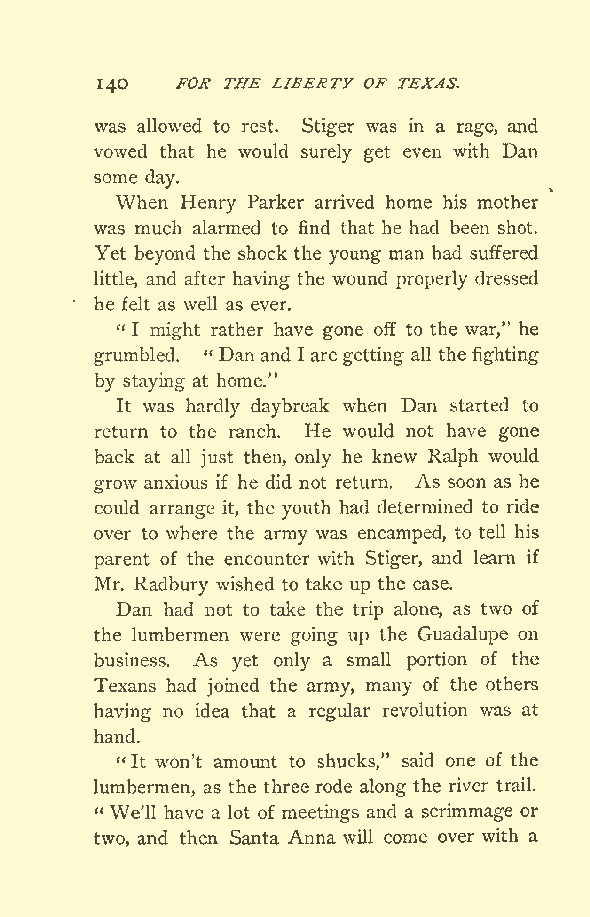 140 FOR THE LIBERTY OF TEXAS.
was allowed to rest. Stiger was in a rage, and
vowed that he would surely get even with Dan
some day.
When Henry Parker arrived home his mother
was much alarmed to find that he had been shot.
Yet beyond the shock the young man had suffered
little, and after having the wound properly dressed
he felt as well as ever.
“I might rather have gone off to the war,” he
grumbled. “Dan and I are getting all the fighting
by staying at home.”
It was hardly daybreak when Dan started to
return to the ranch. He would not have gone
back at all just then, only he knew Ralph would
grow anxious if he did not return. As soon as he
could arrange it, the youth had determined to ride
over to where the army was encamped, to tell his
parent of the encounter with Stiger, and learn if
Mr. Radbury wished to take up the case.
Dan had not to take the trip alone, as two of
the lumbermen were going up the Guadalupe on
business. As yet only a small portion of the
Texans had joined the army, many of the others
having no idea that a regular revolution was at
hand.
“It won't amount to shucks,” said one of the
lumbermen, as the three rode along the river trail.
“We'll have a lot of meetings and a scrimmage or
two, and then Santa Anna will come over with a